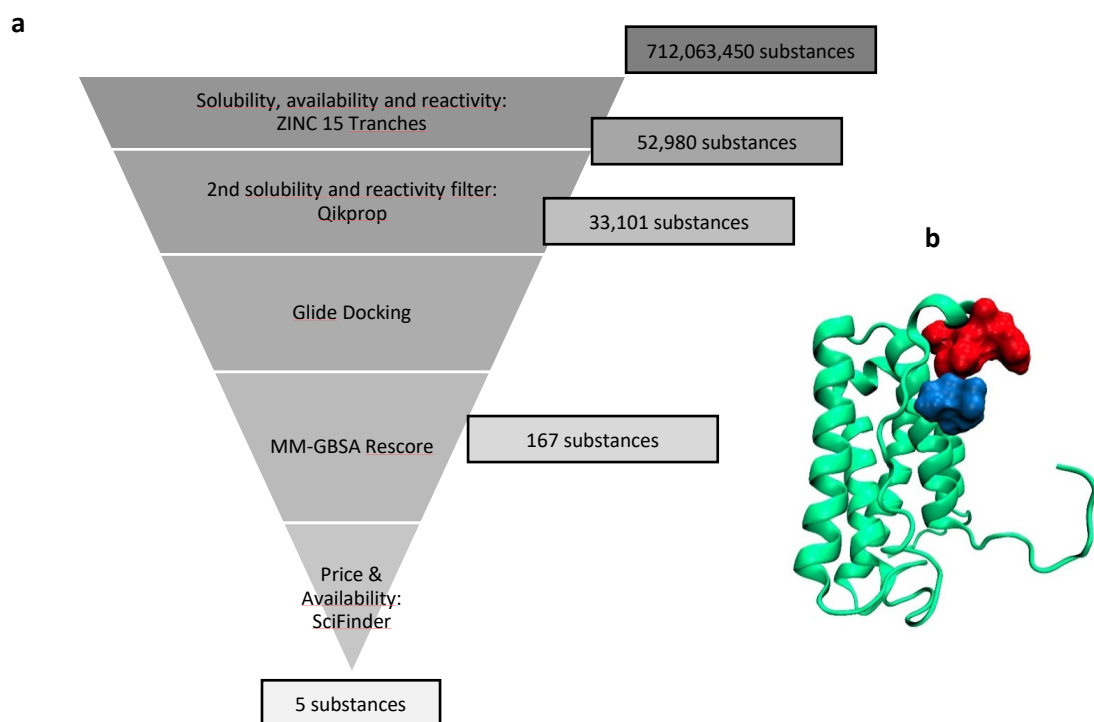 a
712,063,450 substances
Solubility, availability and reactivity:
ZINC 15 Tranches
52,980 substances
2nd solubility and reactivity filter:
Qikprop
33,101 substances
b
Glide Docking
MM-GBSA Rescore
167 substances
Price &
Availability:
SciFinder
5 substances